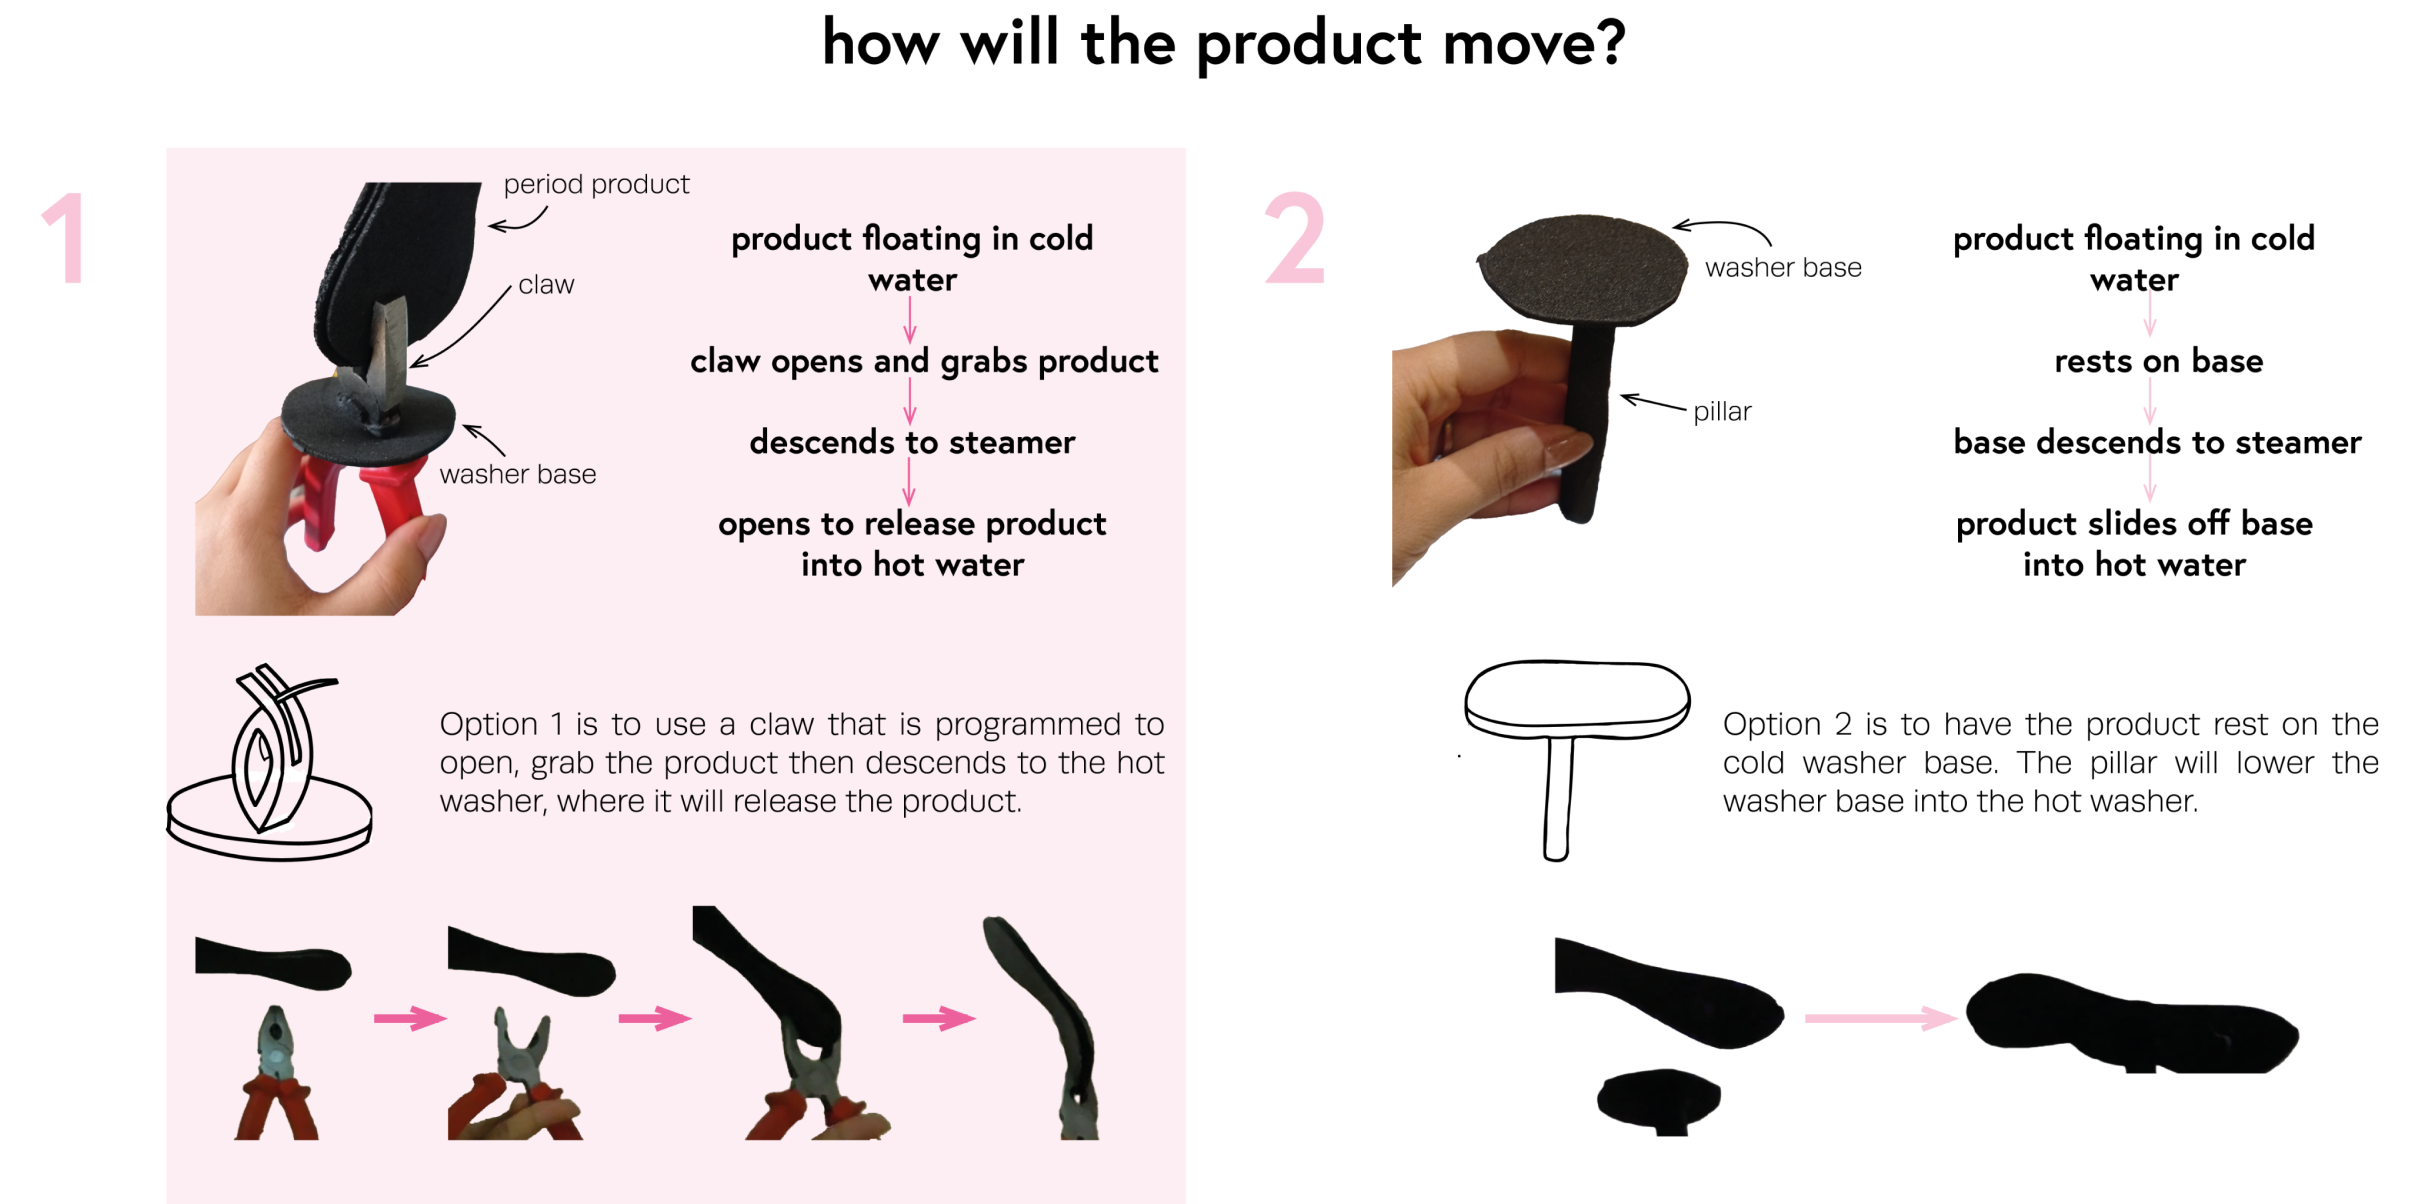 how will the product move?
1
period product
claw
washer base
product floating in cold
water
claw opens and grabs product
descends to steamer
opens to release product
into hot water
Option 1 is to use a claw that is programmed to
open, grab the product then descends to the hot
washer, where it will release the product.
2
washer base
pillar
product floating in cold
water
rests on base
base descends to steamer
product slides off base
into hot water
Option 2 is to have the product rest on the
cold washer base. The pillar will lower the
washer base into the hot washer.